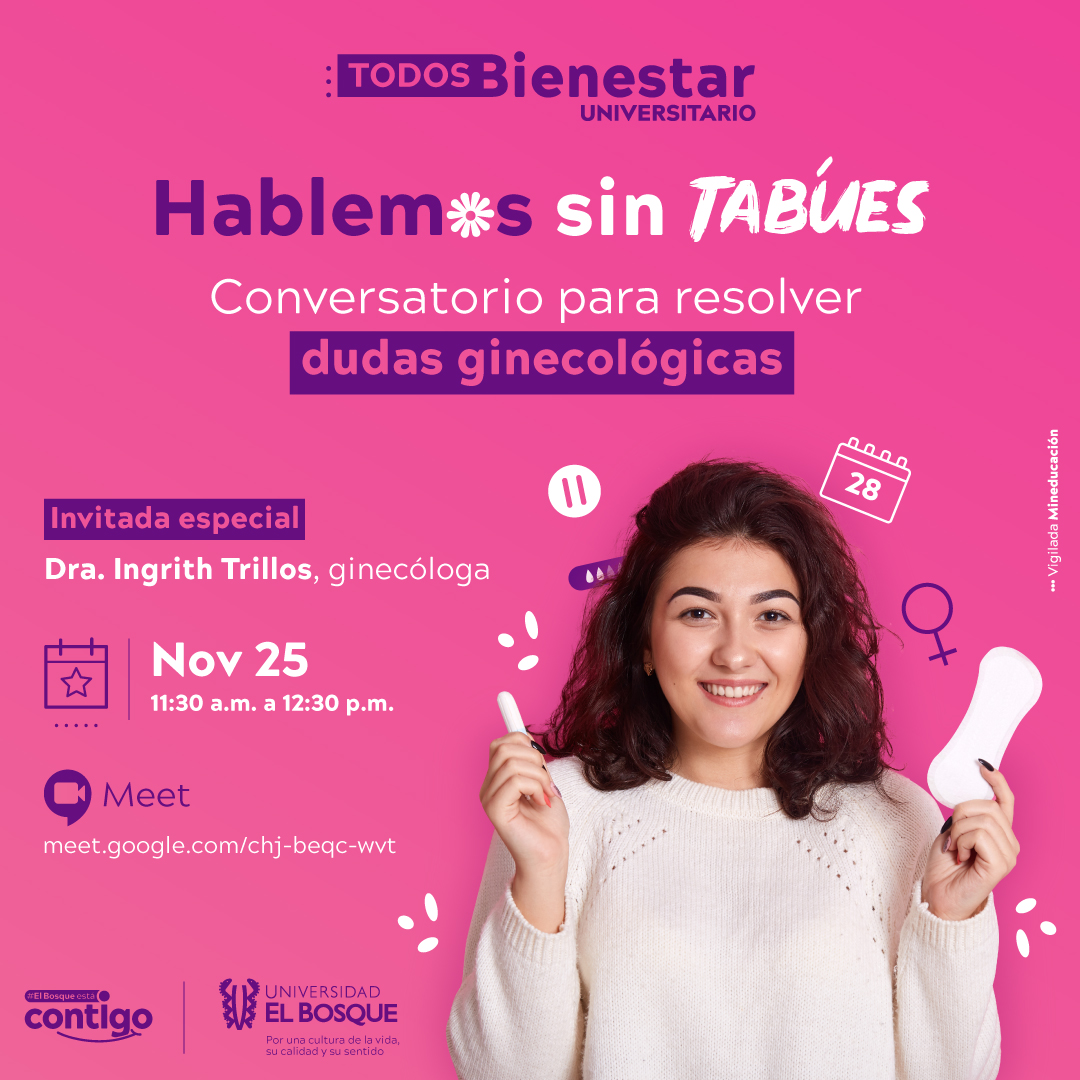 TODOS Bienestar
UNIVERSITARIO
Hablemos sin TABÚES
Conversatorio para resolver
dudas ginecológicas
28
Invitada especial
Dra. Ingrith Trillos, ginecóloga
Nov 25
11:30 a.m. a 12:30 p.m.
Meet
meet.google.com/chj-beqc-wvt
••• Vigilada Mineducación
#El Bosque esta
contigo
UNIVERSIDAD
EL BOSQUE
Por una cultura de la vida,
su calidad y su sentido